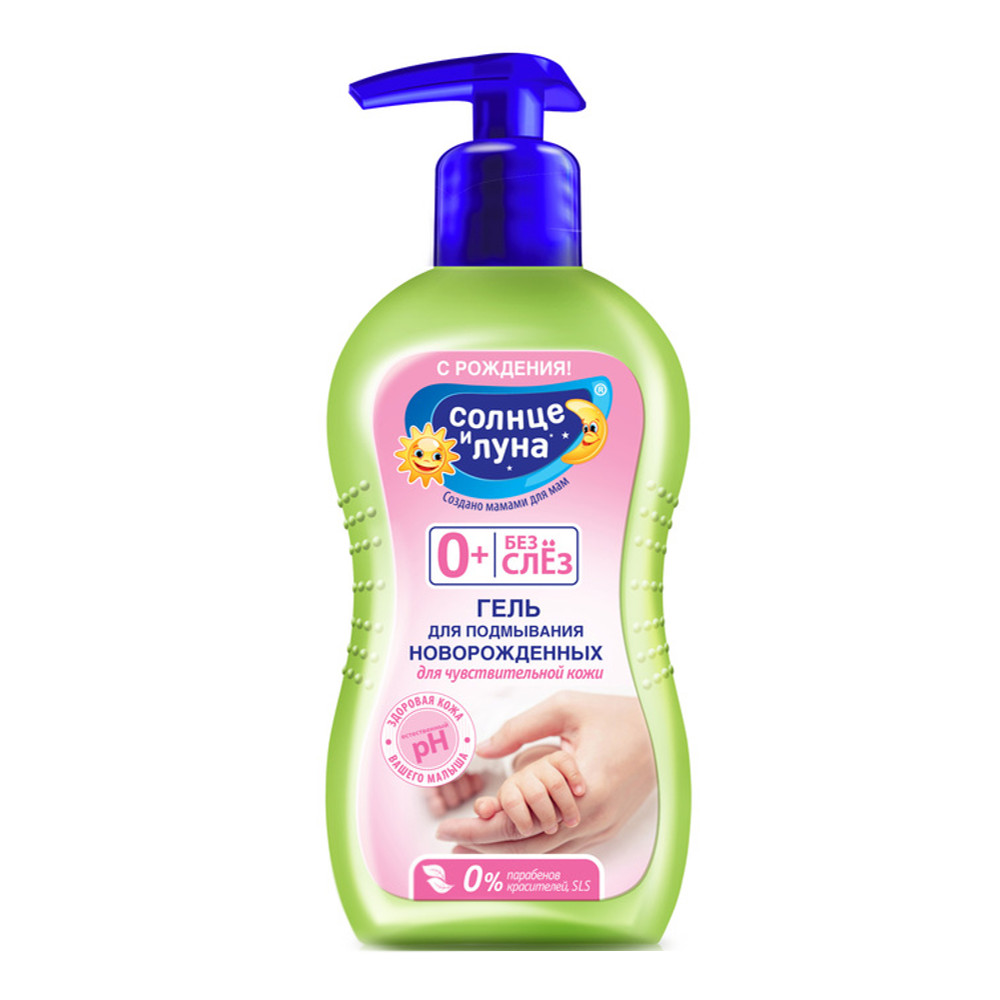 С РОЖДЕНИЯ!
®
СОЛНЦЕ
И ЛУНА
Создано мамами для мам
0+ БЕЗ
СЛЁЗ
ГЕЛЬ
ДЛЯ ПОДМЫВАНИЯ
НОВОРОЖДЕННЫХ
для чувствительной кожи
ЗДОРОВАЯ КОЖА
естественный
pH
ВАШЕГО МАЛЫША
0% парабенов
красителей, SLS